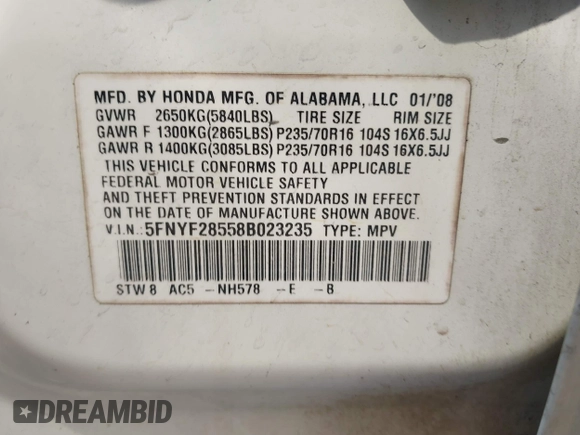 MFD. BY HONDA MFG. OF ALABAMA, LLC 01/'08
GVWR 2650KG(5840LBS) TIRE SIZE RIM SIZE
GAWR F 1300KG(2865LBS) P235/70R16 104S 16X6.5JJ
GAWR R 1400KG(3085LBS) P235/70R16 104S 16X6.5JJ
THIS VEHICLE CONFORMS TO ALL APPLICABLE
FEDERAL MOTOR VEHICLE SAFETY
AND THEFT PREVENTION STANDARDS IN EFFECT
ON THE DATE OF MANUFACTURE SHOWN ABOVE.
V.I.N.: 5FNYF28558B023235 TYPE: MPV
STW8 AC5 -NH578 -E -B
DREAMBID